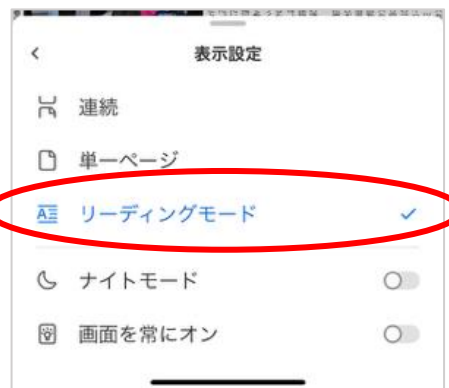 表示設定
連続
単一ページ
リーディングモード
ナイトモード
画面を常にオン